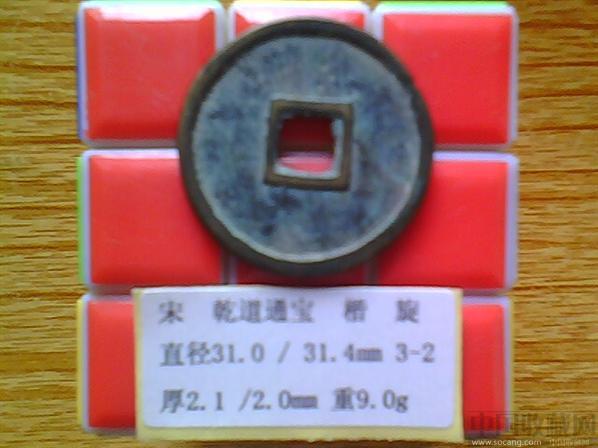 宋 乾道通宝 楷 旋
直径31.0 / 31.4mm 3-2
厚2.1 /2.0mm 重9.0g
中国收藏网
www.socang.com